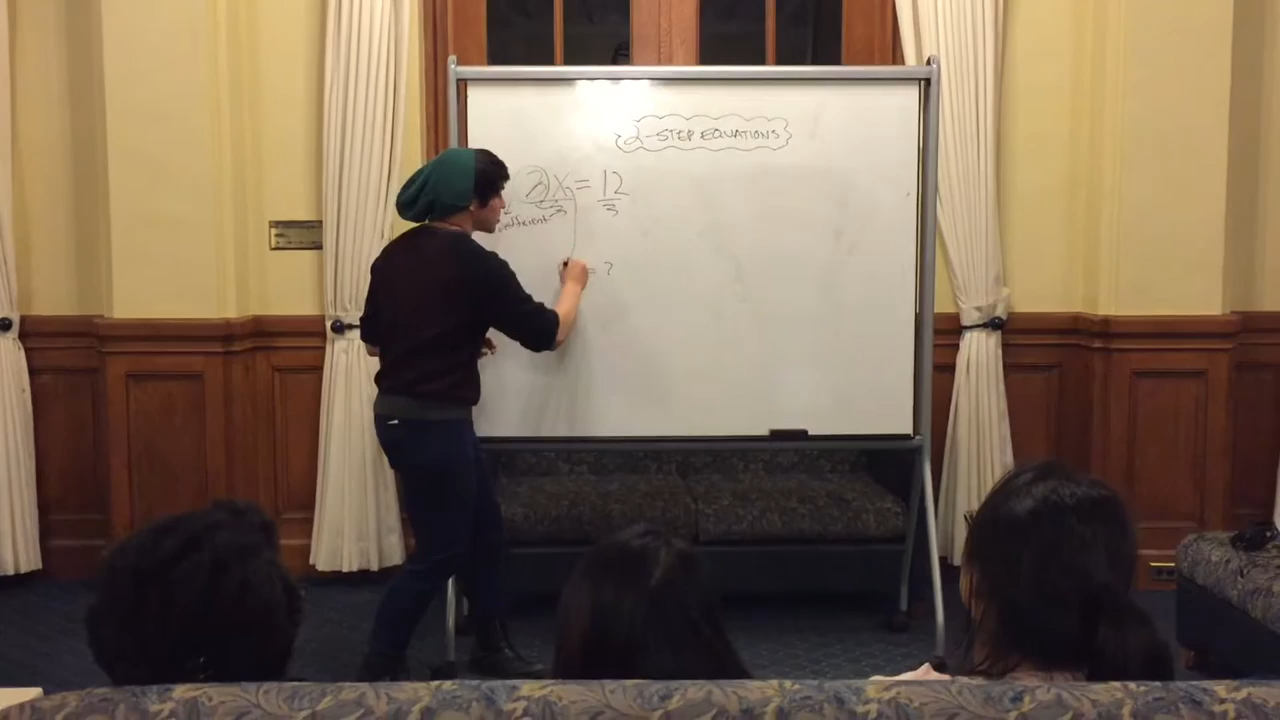 2-STEP EQUATIONS
3x = 12
3 3
coefficient
= ?